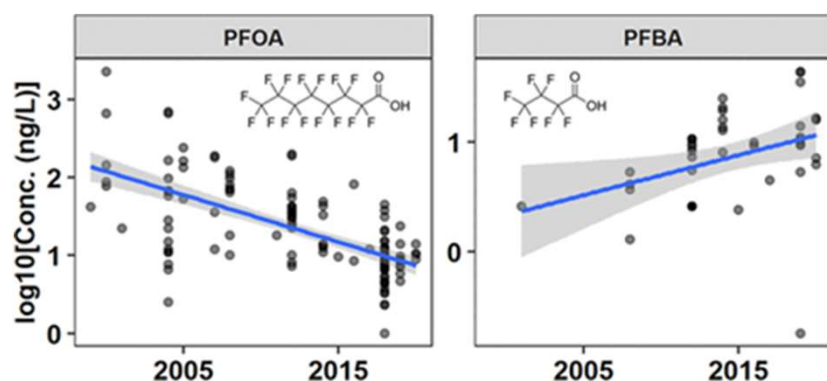 PFOA
PFBA
log10[Conc. (ng/L)]
3
2
1
0
F F F F F F F O
F
F OH
F F F F F F F
F F F O
F
F OH
F F F
1
0
2005 2015
2005 2015